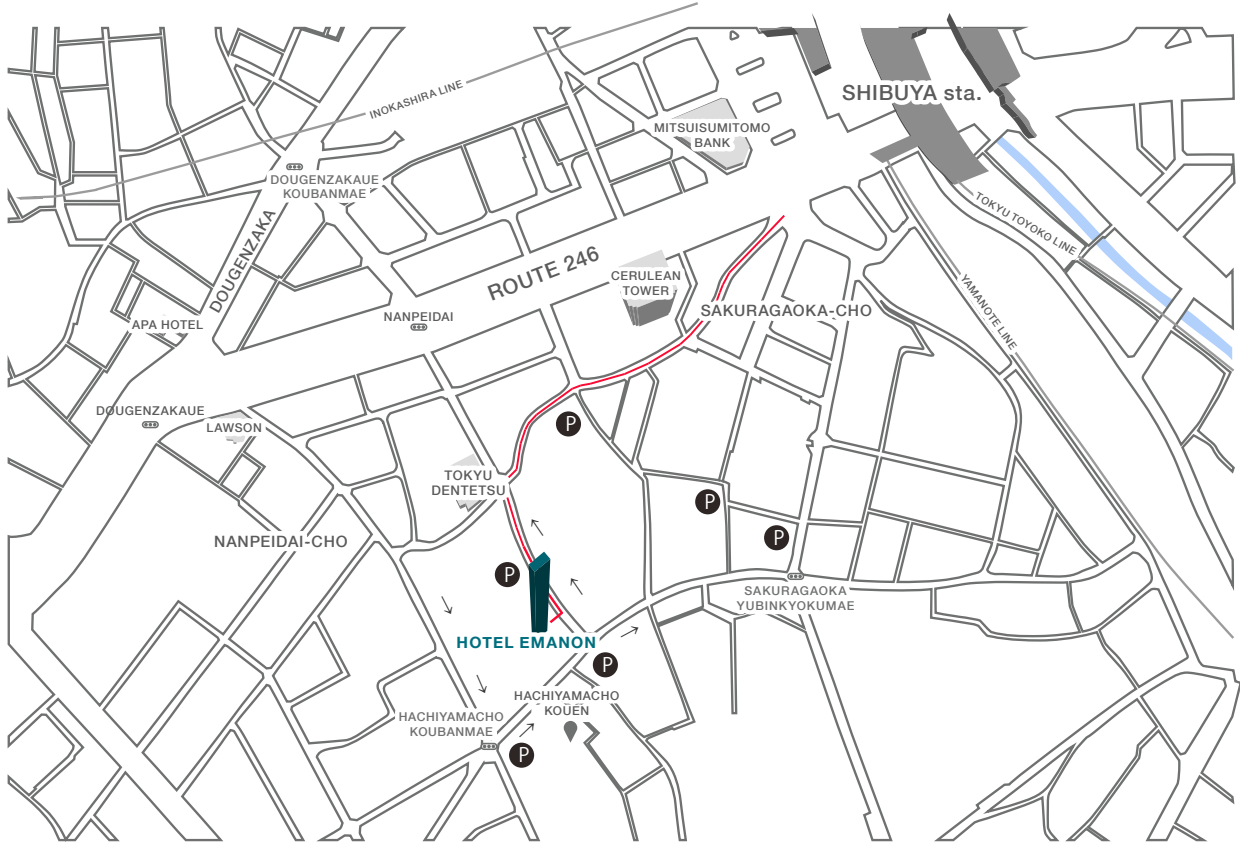 SHIBUYA sta.
INOKASHIRA LINE
MITSUISUMITOMO
BANK
DOUGENZAKAUE
KOUBANMAE
TOKYU TOYOKO LINE
DOUGENZAKA
ROUTE 246
CERULEAN
TOWER
YAMANOTE LINE
SAKURAGAOKA-CHO
NANPEIDAI
APA HOTEL
DOUGENZAKAUE
LAWSON
P
TOKYU
DENTETSU
P
NANPEIDAI-CHO
P
P
SAKURAGAOKA
YUBINKYOKUMAE
HOTEL EMANON
P
HACHIYAMACHO
KOUEN
HACHIYAMACHO
KOUBANMAE
P